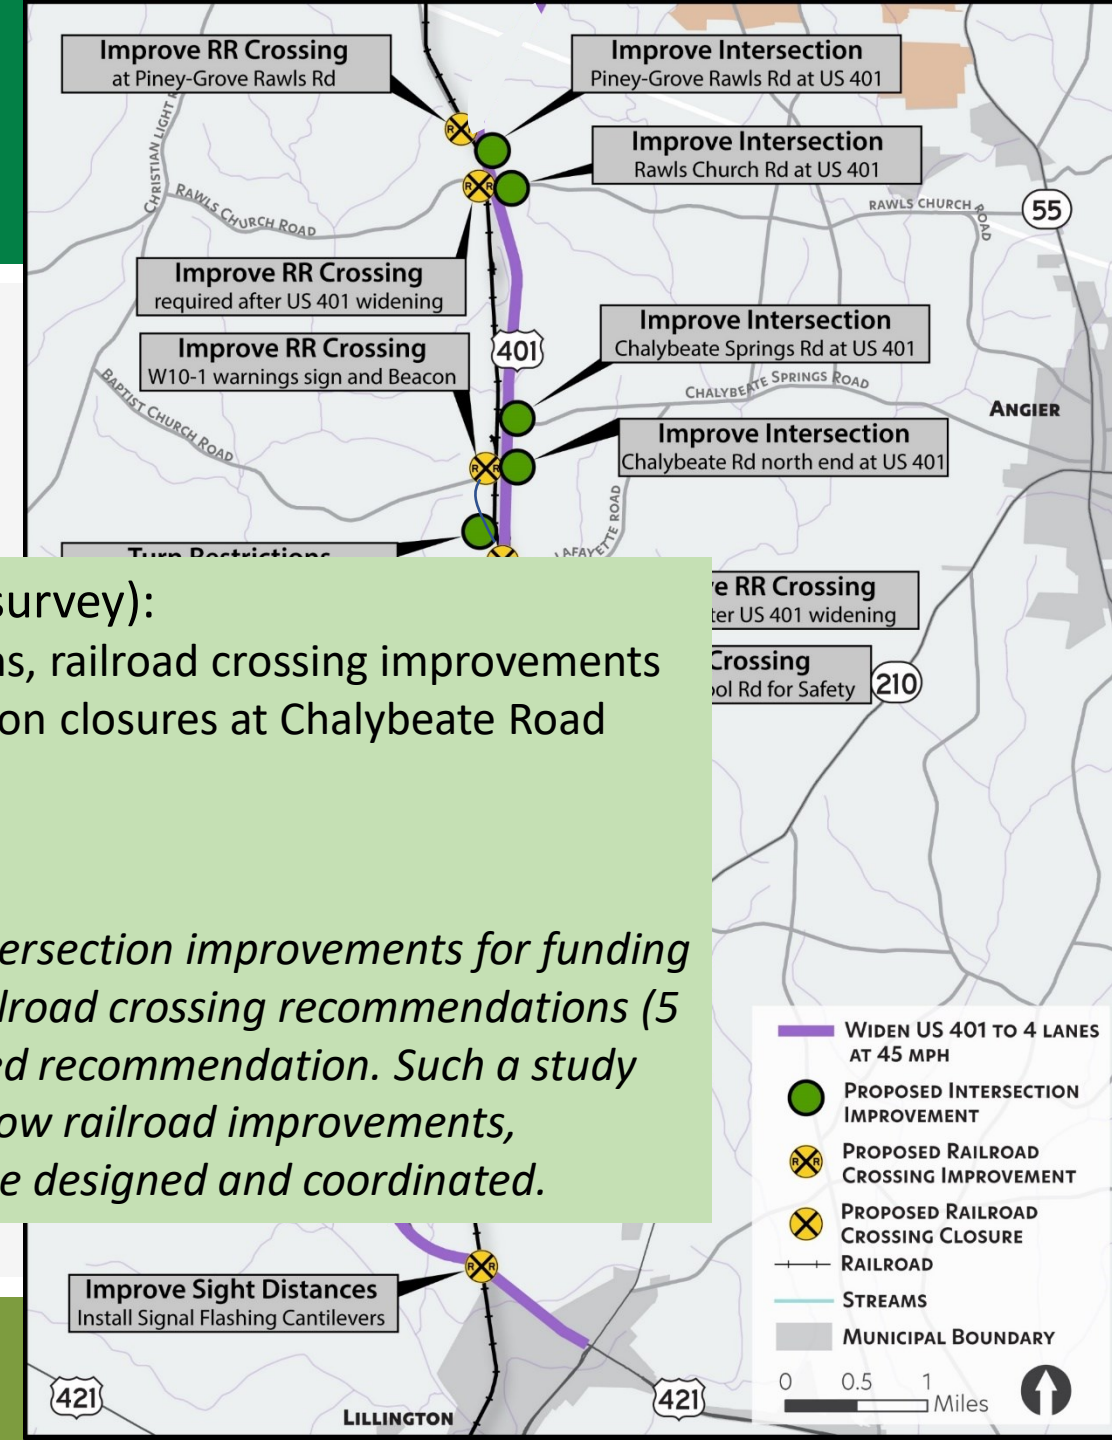 Improve RR Crossing
at Piney-Grove Rawls Rd
Improve Intersection
Piney-Grove Rawls Rd at US 401
Improve Intersection
Rawls Church Rd at US 401
CHRISTIAN LIGHT
RAWLS CHURCH ROAD
RAWLS CHURCH ROAD
55
Improve RR Crossing
required after US 401 widening
Improve Intersection
Chalybeate Springs Rd at US 401
401
Improve RR Crossing
W10-1 warnings sign and Beacon
CHALYBEATE SPRINGS ROAD
BAPTIST CHURCH ROAD
ANGIER
Improve Intersection
Chalybeate Rd north end at US 401
LAFAYETTE ROAD
Turn Restrictions
survey):
s, railroad crossing improvements
on closures at Chalybeate Road
RR Crossing
ter US 401 widening
Crossing
ol Rd for Safety
210
tersection improvements for funding
lroad crossing recommendations (5
ed recommendation. Such a study
ow railroad improvements,
e designed and coordinated.
WIDEN US 401 TO 4 LANES
AT 45 MPH
PROPOSED INTERSECTION
IMPROVEMENT
PROPOSED RAILROAD
CROSSING IMPROVEMENT
PROPOSED RAILROAD
CROSSING CLOSURE
RAILROAD
STREAMS
MUNICIPAL BOUNDARY
0 0.5 1
Miles
Improve Sight Distances
Install Signal Flashing Cantilevers
421
421
LILLINGTON